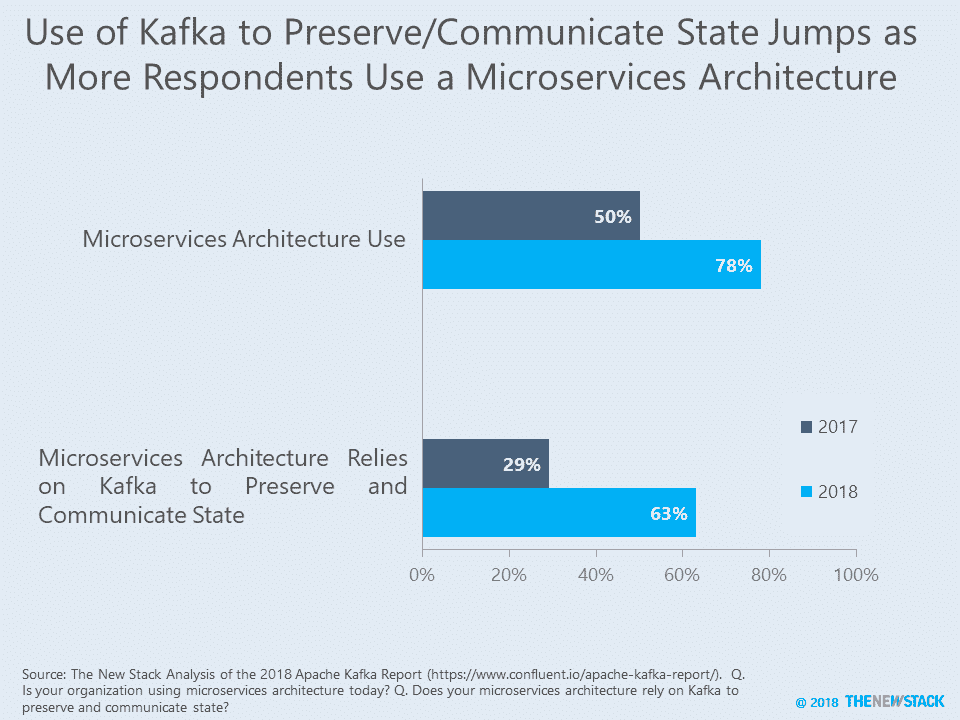 Use of Kafka to Preserve/Communicate State Jumps as
More Respondents Use a Microservices Architecture
Microservices Architecture Use
50%
78%
Microservices Architecture Relies
on Kafka to Preserve and
Communicate State
29%
63%
2017
2018
0% 20% 40% 60% 80% 100%
Source: The New Stack Analysis of the 2018 Apache Kafka Report (https://www.confluent.io/apache-kafka-report/). Q.
Is your organization using microservices architecture today? Q. Does your microservices architecture rely on Kafka to
preserve and communicate state?
@ 2018 THENEWSTACK